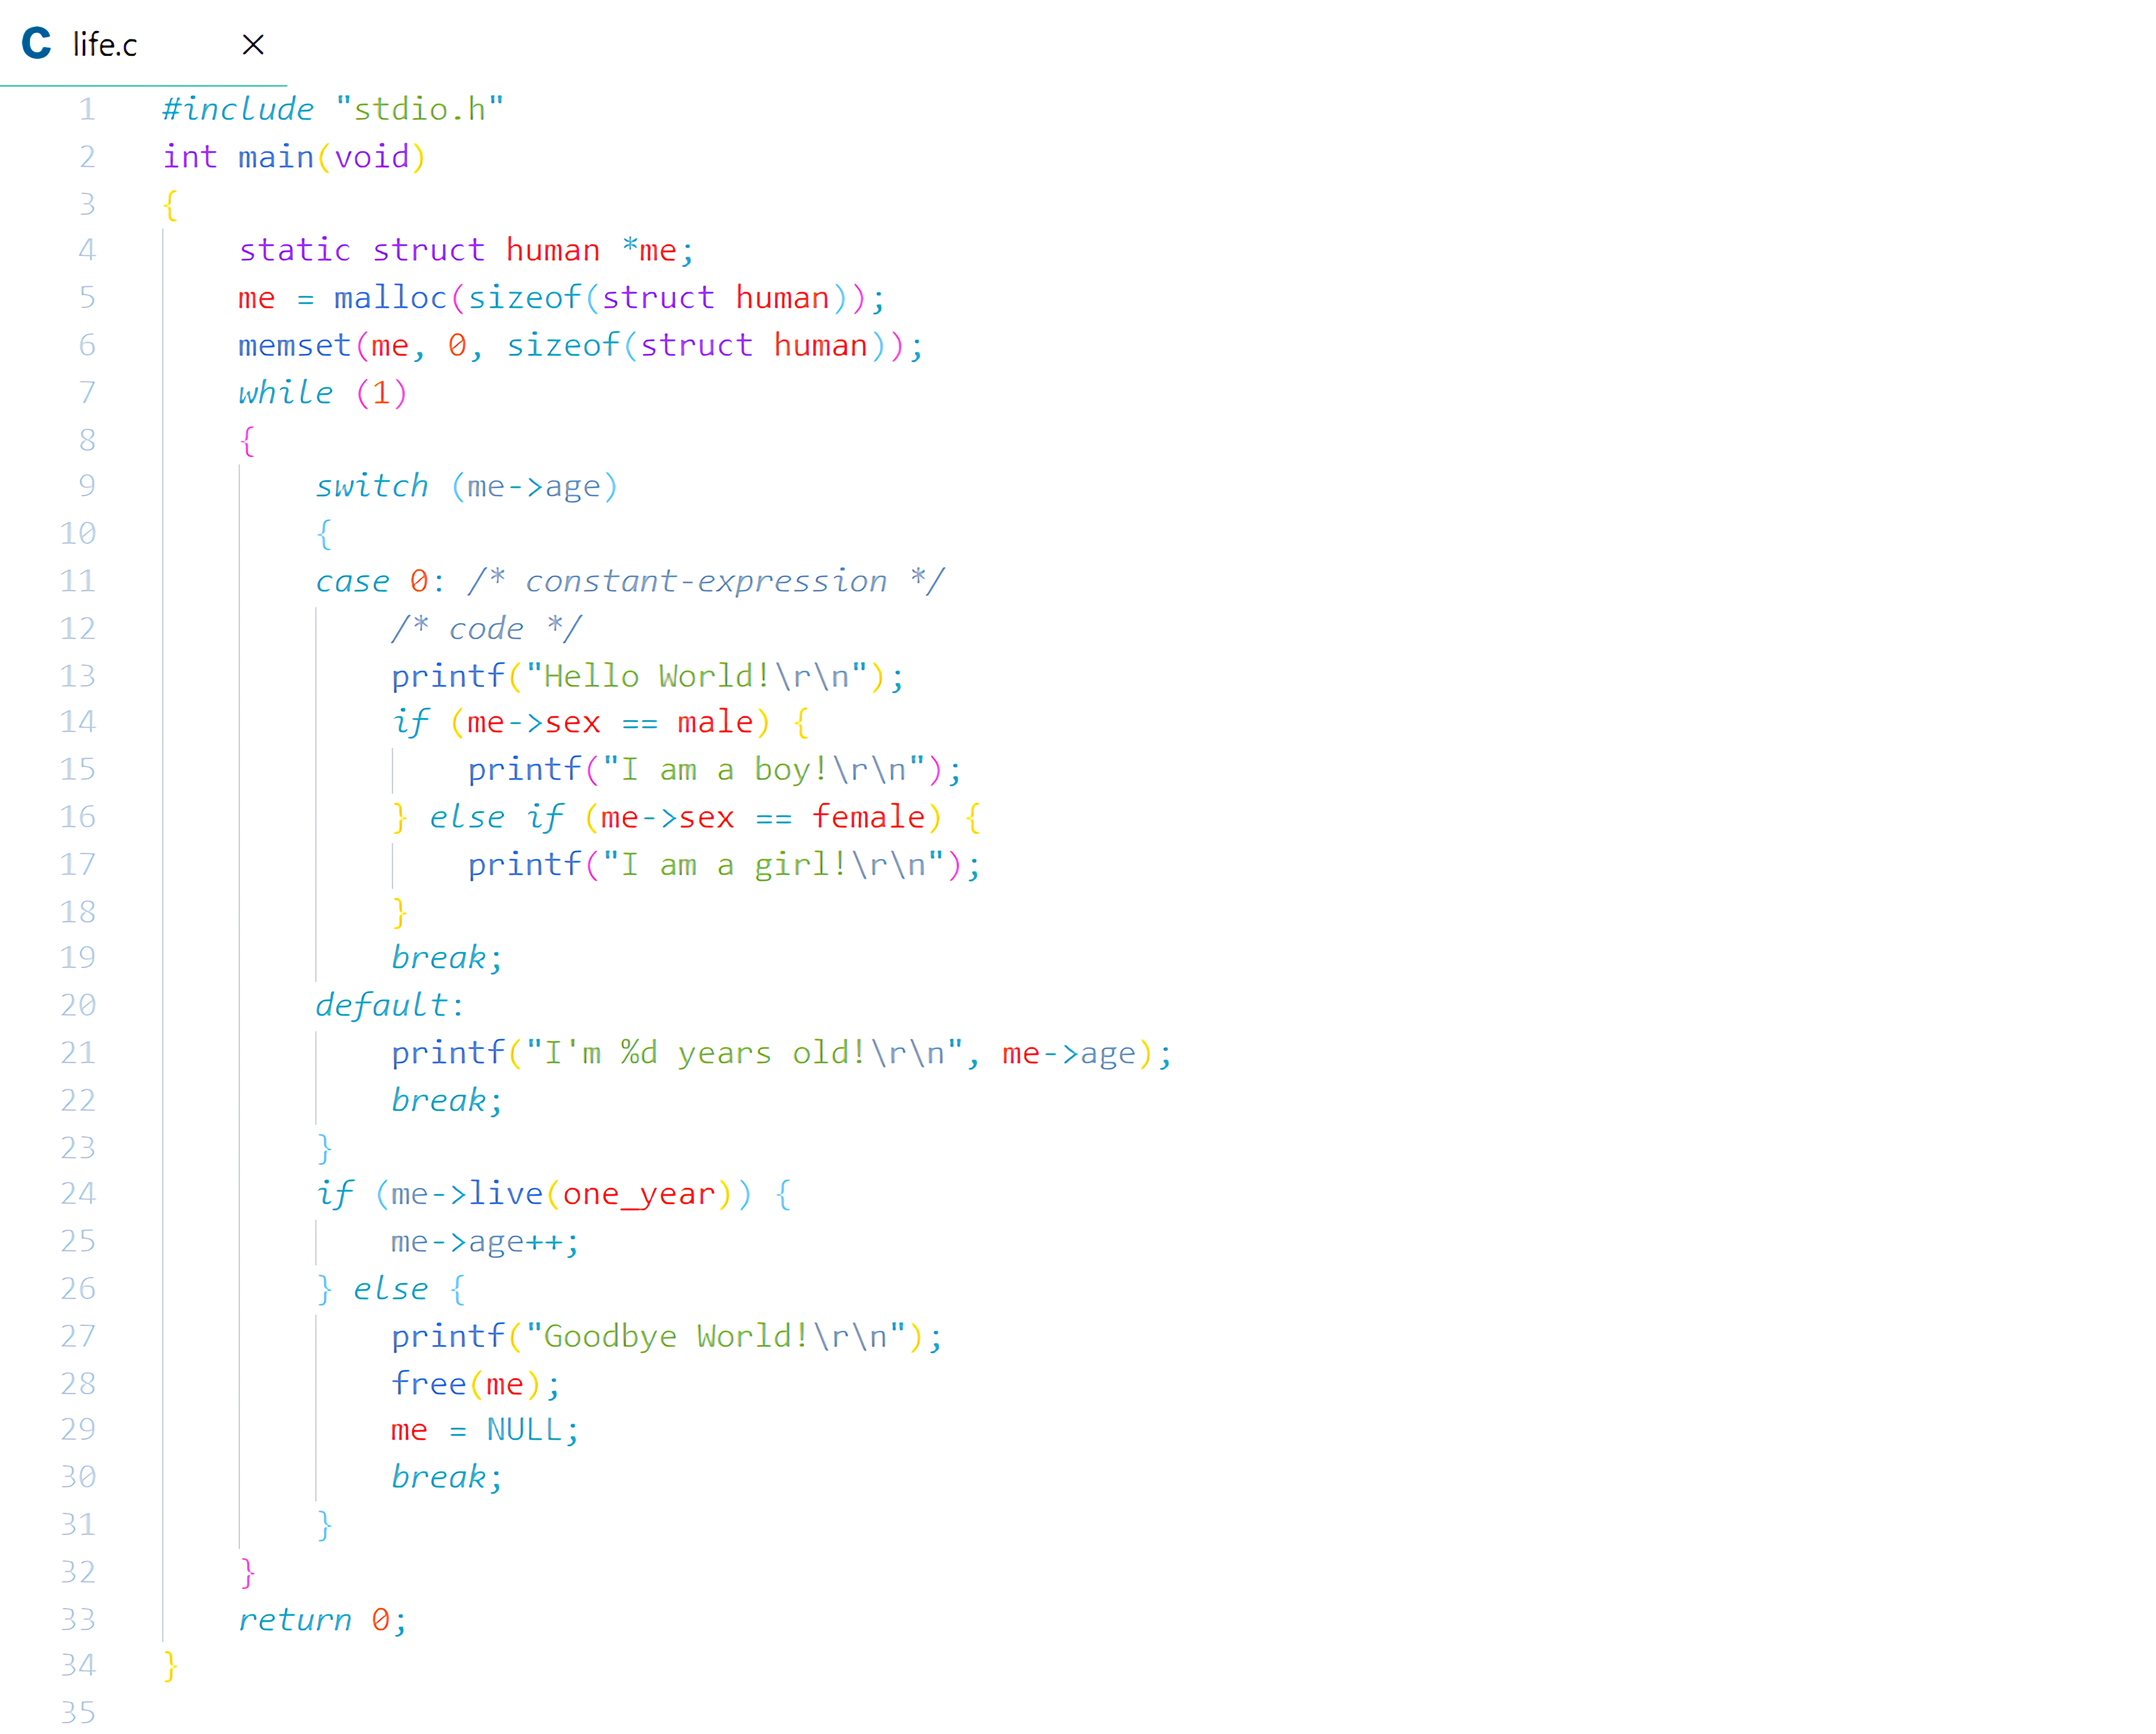 C life.c ×
1 #include "stdio.h"
2 int main(void)
3 {
4     static struct human *me;
5     me = malloc(sizeof(struct human));
6     memset(me, 0, sizeof(struct human));
7     while (1)
8     {
9         switch (me->age)
10         {
11         case 0: /* constant-expression */
12             /* code */
13             printf("Hello World!\r\n");
14             if (me->sex == male) {
15                 printf("I am a boy!\r\n");
16             } else if (me->sex == female) {
17                 printf("I am a girl!\r\n");
18             }
19             break;
20         default:
21             printf("I'm %d years old!\r\n", me->age);
22             break;
23         }
24         if (me->live(one_year)) {
25             me->age++;
26         } else {
27             printf("Goodbye World!\r\n");
28             free(me);
29             me = NULL;
30             break;
31         }
32     }
33     return 0;
34 }
35